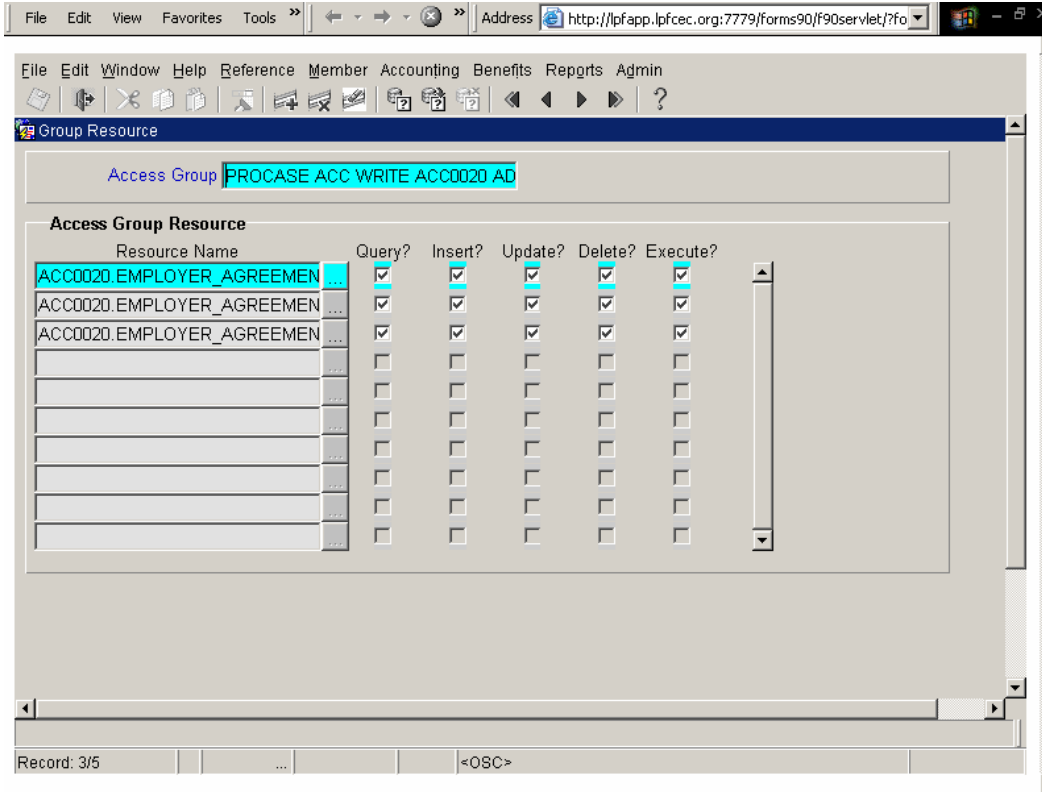 File Edit View Favorites Tools » » Address http://lpfapp.lpfcec.org:7779/forms90/f90servlet/?fo
File Edit Window Help Reference Member Accounting Benefits Reports Admin
Group Resource
Access Group PROCASE ACC WRITE ACC0020 AD
Access Group Resource
Resource Name Query? Insert? Update? Delete? Execute?
ACC0020.EMPLOYER_AGREEMEN ...
ACC0020.EMPLOYER_AGREEMEN ...
ACC0020.EMPLOYER_AGREEMEN ...
...
...
...
...
...
...
...
Record: 3/5 ... <OSC>